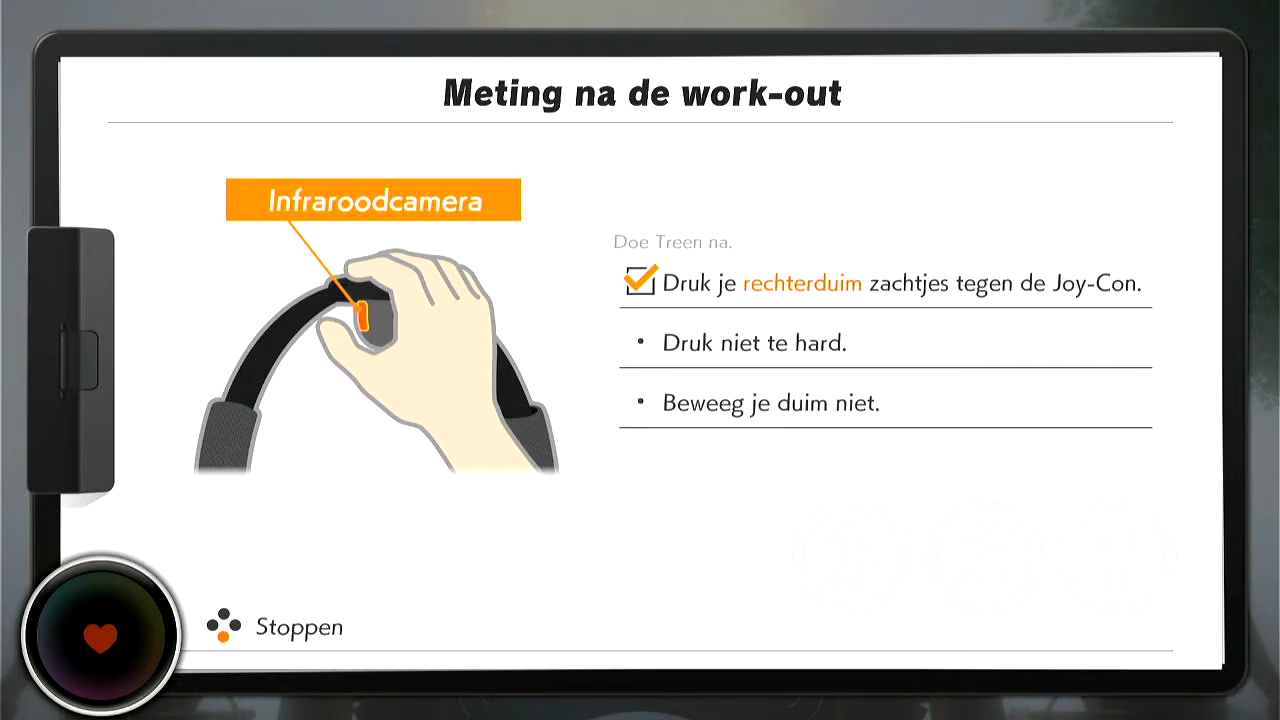 Meting na de work-out
Infraroodcamera
Doe Treen na.
Druk je rechterduim zachtjes tegen de Joy-Con.
• Druk niet te hard.
• Beweeg je duim niet.
Stoppen